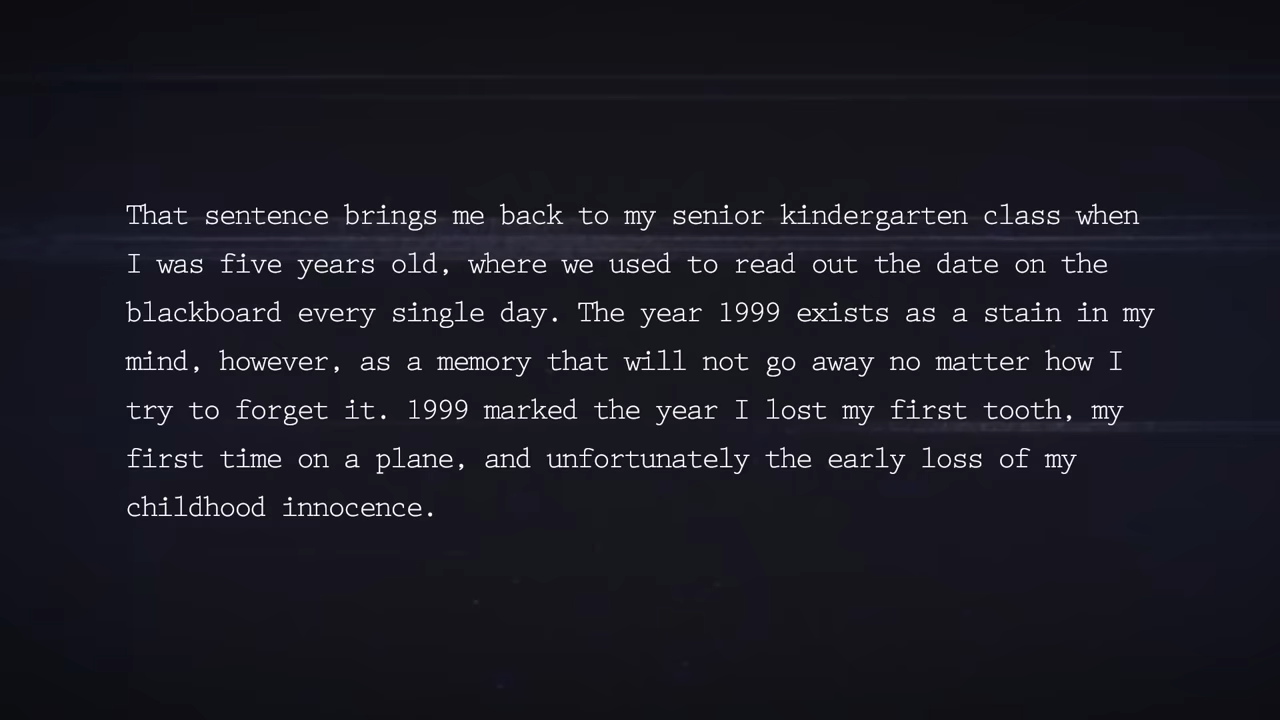 That sentence brings me back to my senior kindergarten class when
I was five years old, where we used to read out the date on the
blackboard every single day. The year 1999 exists as a stain in my
mind, however, as a memory that will not go away no matter how I
try to forget it. 1999 marked the year I lost my first tooth, my
first time on a plane, and unfortunately the early loss of my
childhood innocence.